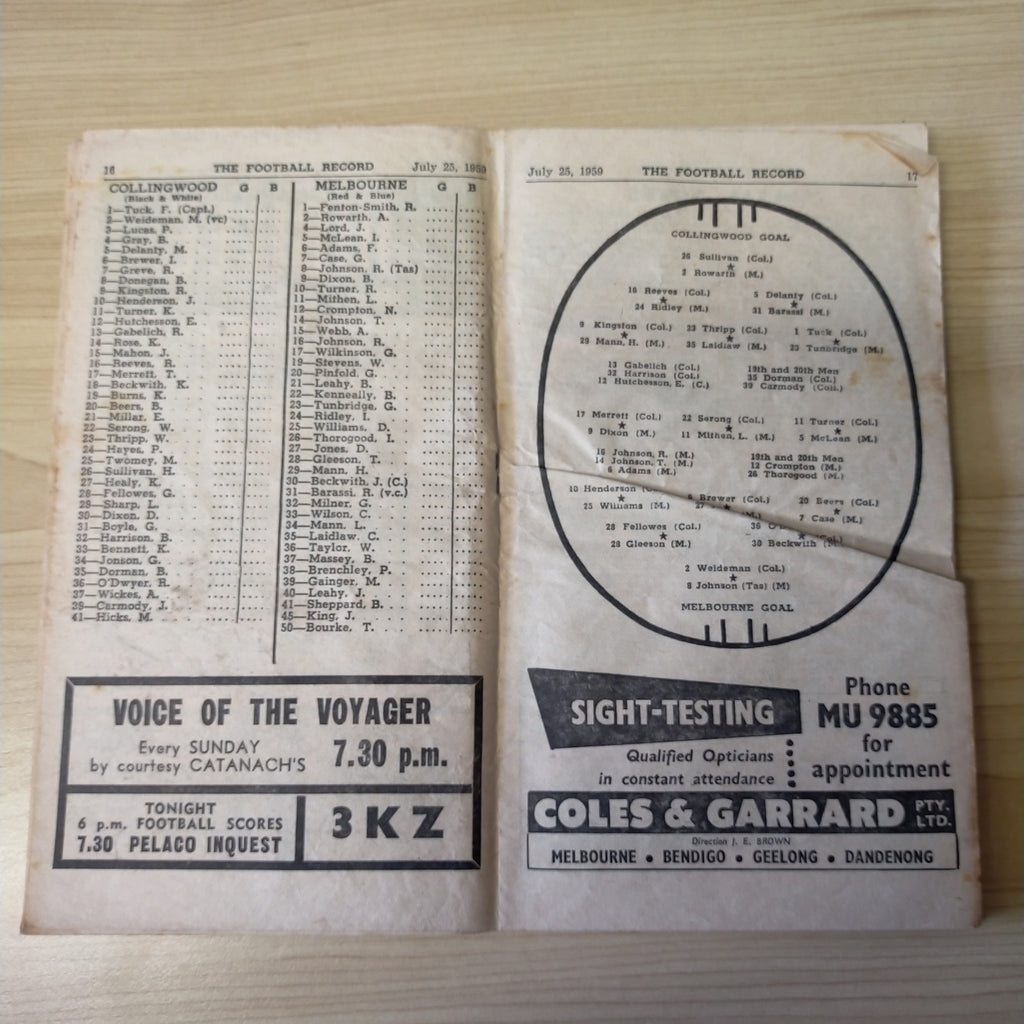 16 THE FOOTBALL RECORD July 25, 1959
COLLINGWOOD G B
(Black & White)
1—Tuck, F. (Capt.)
2—Weideman, M. (vc)
3—Lucas, P.
4—Gray, B.
5—Delanty, M.
6—Brewer, I.
7—Greve, R.
8—Donegan, B.
9—Kingston, R.
10—Henderson, J.
11—Turner, K.
12—Hutchesson, E.
13—Gabelich, R.
14—Rose, K.
15—Mahon, J.
16—Reeves, R.
17—Merrett, T.
18—Beckwith, K.
19—Burns, K.
20—Beers, B.
21—Millar, E.
22—Serong, W.
23—Thripp, W.
24—Hayes, P.
25—Twomey, M.
26—Sullivan, H.
27—Healy, K.
28—Fellowes, G.
29—Sharp, L.
30—Dixon, D.
31—Boyle, G.
32—Harrison, B.
33—Bennett, K.
34—Jonson, G.
35—Dorman, B.
36—O'Dwyer, R.
37—Wickes, A.
39—Carmody, J.
41—Hicks, M.
MELBOURNE G B
(Red & Blue)
1—Fenton-Smith, R.
2—Rowarth, A.
4—Lord, J.
5—McLean, I.
6—Adams, F.
7—Case, G.
8—Johnson, R. (Tas)
9—Dixon, B.
10—Turner, R.
11—Mithen, L.
12—Crompton, N.
14—Johnson, T.
15—Webb, A.
16—Johnson, R.
17—Wilkinson, G.
19—Stevens, W.
20—Pinfold, G.
21—Leahy, B.
22—Kenneally, B.
23—Tunbridge, G.
24—Ridley, I.
25—Williams, D.
26—Thorogood, I.
27—Jones, D.
28—Gleeson, T.
29—Mann, H.
30—Beckwith, J. (C.)
31—Barassi, R. (v.c.)
32—Milner, G.
33—Wilson, C.
34—Mann, L.
35—Laidlaw, C.
36—Taylor, W.
37—Massey, B.
38—Brenchley, P.
39—Gainger, M.
40—Leahy, J.
41—Sheppard, B.
45—King, J.
50—Bourke, T.
VOICE OF THE VOYAGER
Every SUNDAY
by courtesy CATANACH'S
7.30 p.m.
TONIGHT
6 p.m. FOOTBALL SCORES
7.30 PELACO INQUEST
3KZ
July 25, 1959 THE FOOTBALL RECORD 17
COLLINGWOOD GOAL
26 Sullivan (Col.)
2 Rowarth (M.)
16 Reeves (Col.) 5 Delanty (Col.)
24 Ridley (M.) 31 Barassi (M.)
9 Kingston (Col.) 23 Thripp (Col.) 1 Tuck (Col.)
29 Mann, H. (M.) 35 Laidlaw (M.) 23 Tunbridge (M.)
13 Gabelich (Col.) 19th and 20th Men
32 Harrison (Col.) 35 Dorman (Col.)
12 Hutchesson, E. (C.) 39 Carmody (Coll.)
17 Merrett (Col.) 22 Serong (Col.) 11 Turner (Col.)
9 Dixon (M.) 11 Mithen, L. (M.) 5 McLean (M.)
16 Johnson, R. (M.) 19th and 20th Men
14 Johnson, T. (M.) 12 Crompton (M.)
6 Adams (M.) 26 Thorogood (M.)
10 Henderson Brewer (Col.) 20 Beers (Col.)
25 Williams (M.) 27 (M.) 7 Case (M.)
28 Fellowes (Col.) 36 (Col.)
28 Gleeson (M.) 30 Beckwith (M.)
2 Weideman (Col.)
8 Johnson (Tas) (M)
MELBOURNE GOAL
SIGHT-TESTING
Qualified Opticians
in constant attendance
Phone
MU 9885
for
appointment
COLES & GARRARD PTY. LTD.
Direction J. E. BROWN
MELBOURNE • BENDIGO • GEELONG • DANDENONG